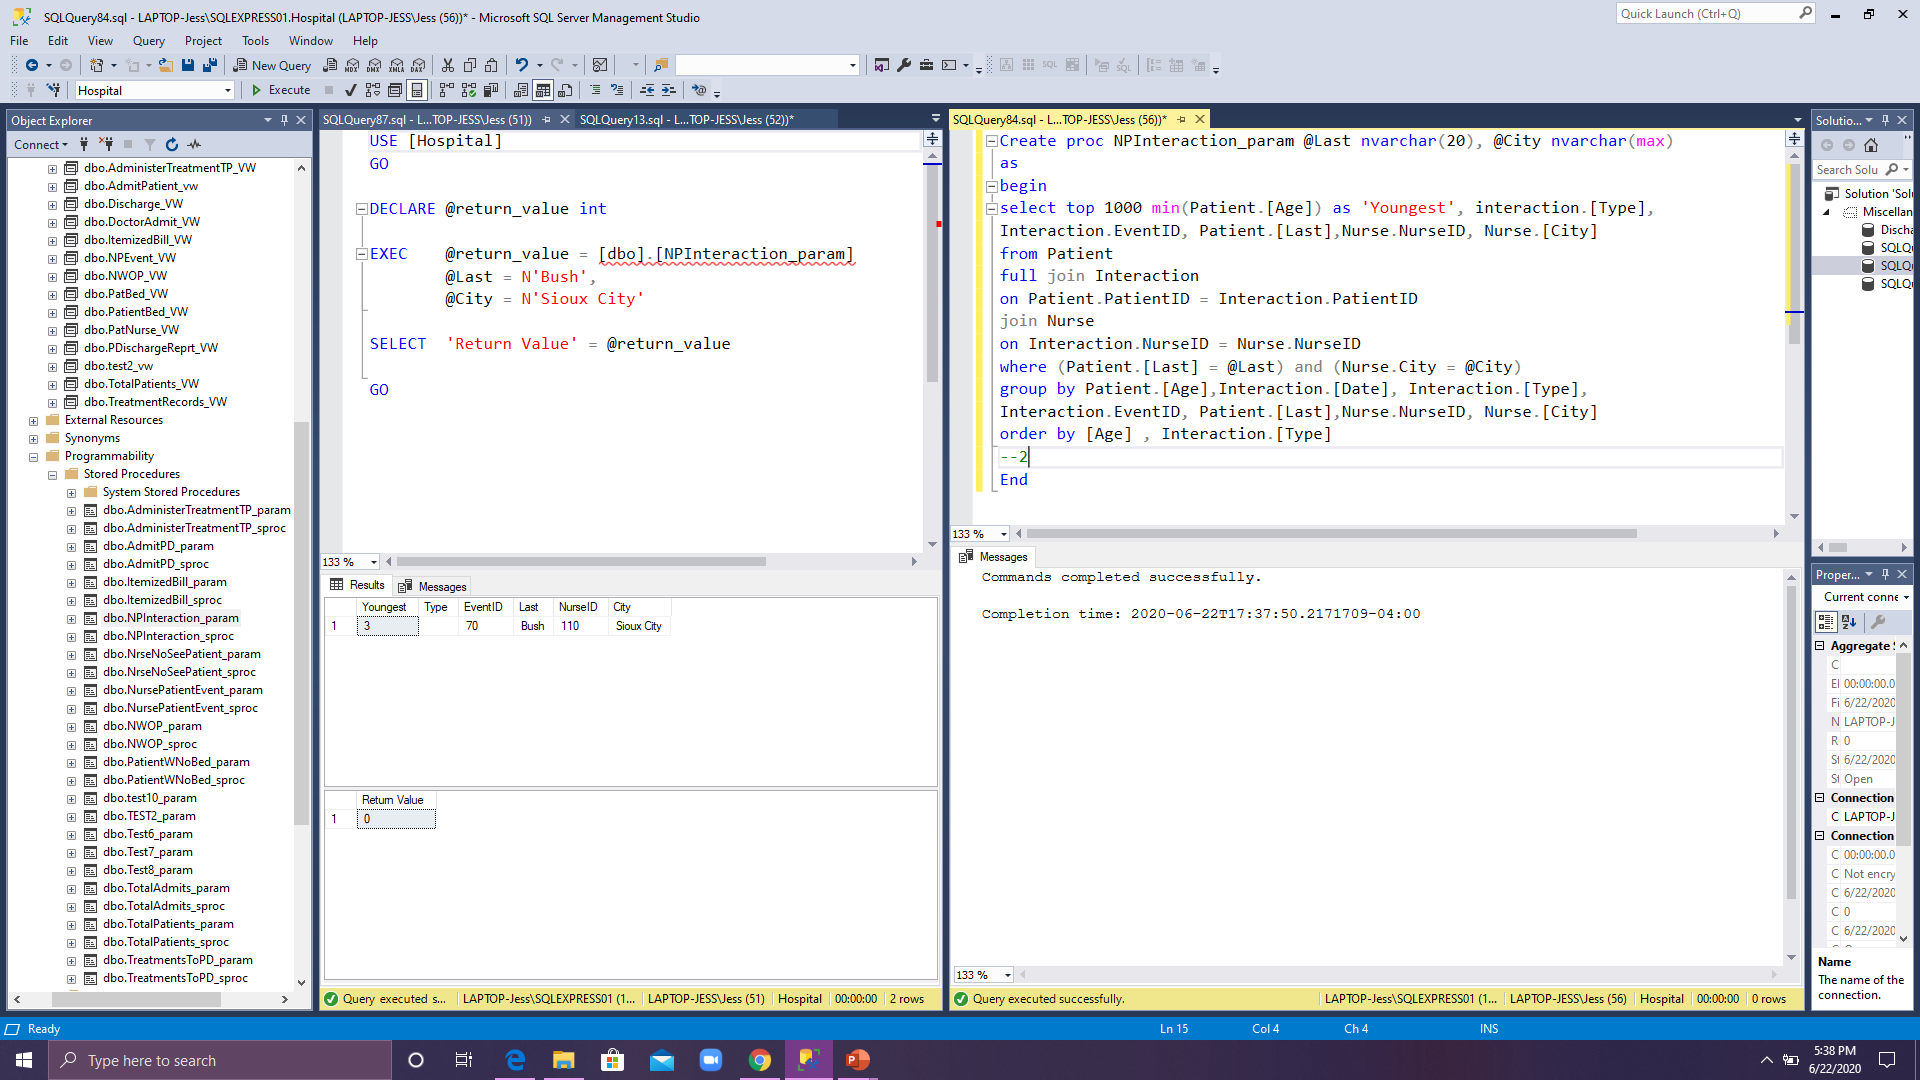 SQLQuery84.sql - LAPTOP-Jess\SQLEXPRESS01.Hospital (LAPTOP-JESS\Jess (56))* - Microsoft SQL Server Management Studio
Quick Launch (Ctrl+Q)
File Edit View Query Project Tools Window Help
New Query
Hospital Execute
Object Explorer
Connect
dbo.AdministerTreatmentTP_VW
dbo.AdmitPatient_vw
dbo.Discharge_VW
dbo.DoctorAdmit_VW
dbo.ItemizedBill_VW
dbo.NPEvent_VW
dbo.NWOP_VW
dbo.PatBed_VW
dbo.PatientBed_VW
dbo.PatNurse_VW
dbo.PDischargeReprt_VW
dbo.test2_vw
dbo.TotalPatients_VW
dbo.TreatmentRecords_VW
External Resources
Synonyms
Programmability
Stored Procedures
System Stored Procedures
dbo.AdministerTreatmentTP_param
dbo.AdministerTreatmentTP_sproc
dbo.AdmitPD_param
dbo.AdmitPD_sproc
dbo.ItemizedBill_param
dbo.ItemizedBill_sproc
dbo.NPInteraction_param
dbo.NPInteraction_sproc
dbo.NrseNoSeePatient_param
dbo.NrseNoSeePatient_sproc
dbo.NursePatientEvent_param
dbo.NursePatientEvent_sproc
dbo.NWOP_param
dbo.NWOP_sproc
dbo.PatientWNoBed_param
dbo.PatientWNoBed_sproc
dbo.test10_param
dbo.TEST2_param
dbo.Test6_param
dbo.Test7_param
dbo.Test8_param
dbo.TotalAdmits_param
dbo.TotalAdmits_sproc
dbo.TotalPatients_param
dbo.TotalPatients_sproc
dbo.TreatmentsToPD_param
dbo.TreatmentsToPD_sproc
SQLQuery87.sql - L...TOP-JESS\Jess (51))
SQLQuery13.sql - L...TOP-JESS\Jess (52))*
USE [Hospital]
GO
DECLARE @return_value int
EXEC @return_value = [dbo].[NPInteraction_param]
@Last = N'Bush',
@City = N'Sioux City'
SELECT 'Return Value' = @return_value
GO
133 %
Results Messages
Youngest Type EventID Last NurseID City
1 3 70 Bush 110 Sioux City
Return Value
1 0
Query executed s... LAPTOP-Jess\SQLEXPRESS01 (1... LAPTOP-JESS\Jess (51) Hospital 00:00:00 2 rows
SQLQuery84.sql - L...TOP-JESS\Jess (56))*
Create proc NPInteraction_param @Last nvarchar(20), @City nvarchar(max)
as
begin
select top 1000 min(Patient.[Age]) as 'Youngest', interaction.[Type],
Interaction.EventID, Patient.[Last],Nurse.NurseID, Nurse.[City]
from Patient
full join Interaction
on Patient.PatientID = Interaction.PatientID
join Nurse
on Interaction.NurseID = Nurse.NurseID
where (Patient.[Last] = @Last) and (Nurse.City = @City)
group by Patient.[Age],Interaction.[Date], Interaction.[Type],
Interaction.EventID, Patient.[Last],Nurse.NurseID, Nurse.[City]
order by [Age] , Interaction.[Type]
--2
End
133 %
Messages
Commands completed successfully.
Completion time: 2020-06-22T17:37:50.2171709-04:00
133 %
Query executed successfully. LAPTOP-Jess\SQLEXPRESS01 (1... LAPTOP-JESS\Jess (56) Hospital 00:00:00 0 rows
Solutio...
Search Solu
Solution 'Sol
Miscellan
Discha
SQLQu
SQLQu
SQLQu
Proper...
Current conne
Aggregate
C
El 00:00:00.0
Fi 6/22/2020
N LAPTOP-J
R 0
St 6/22/2020
St Open
Connection
C LAPTOP-J
Connection
C 00:00:00.0
C Not encry
C 6/22/2020
C 0
C 6/22/2020
Name
The name of the
connection.
Ready Ln 15 Col 4 Ch 4 INS
Type here to search
5:38 PM
6/22/2020